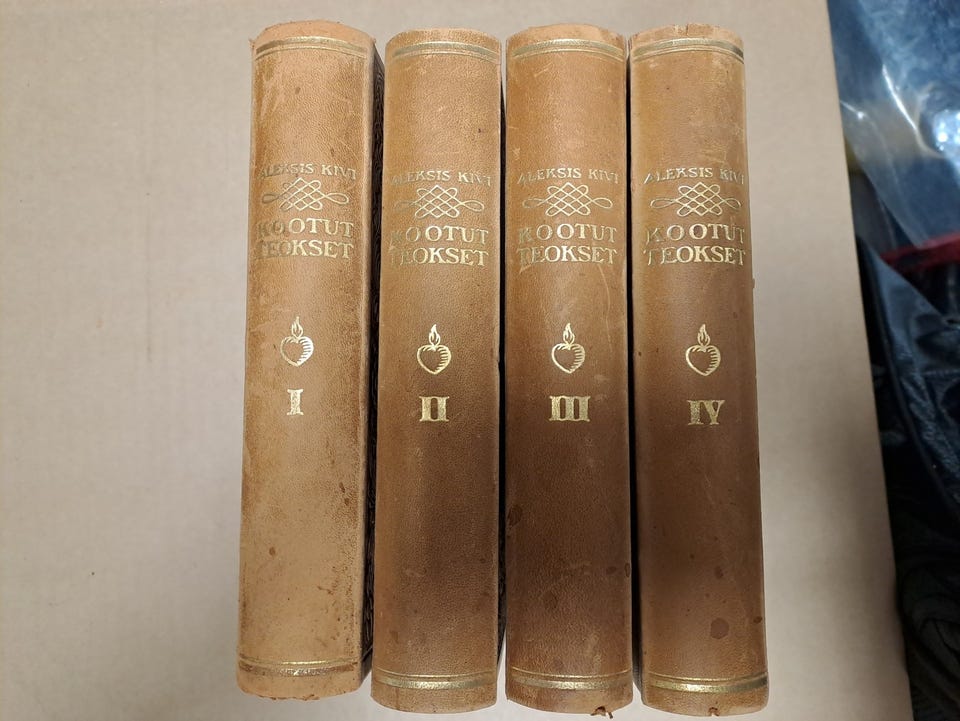 ALEKSIS KIVI
KOOTUT
TEOKSET
I
ALEKSIS KIVI
KOOTUT
TEOKSET
II
ALEKSIS KIVI
KOOTUT
TEOKSET
III
ALEKSIS KIVI
KOOTUT
TEOKSET
IV